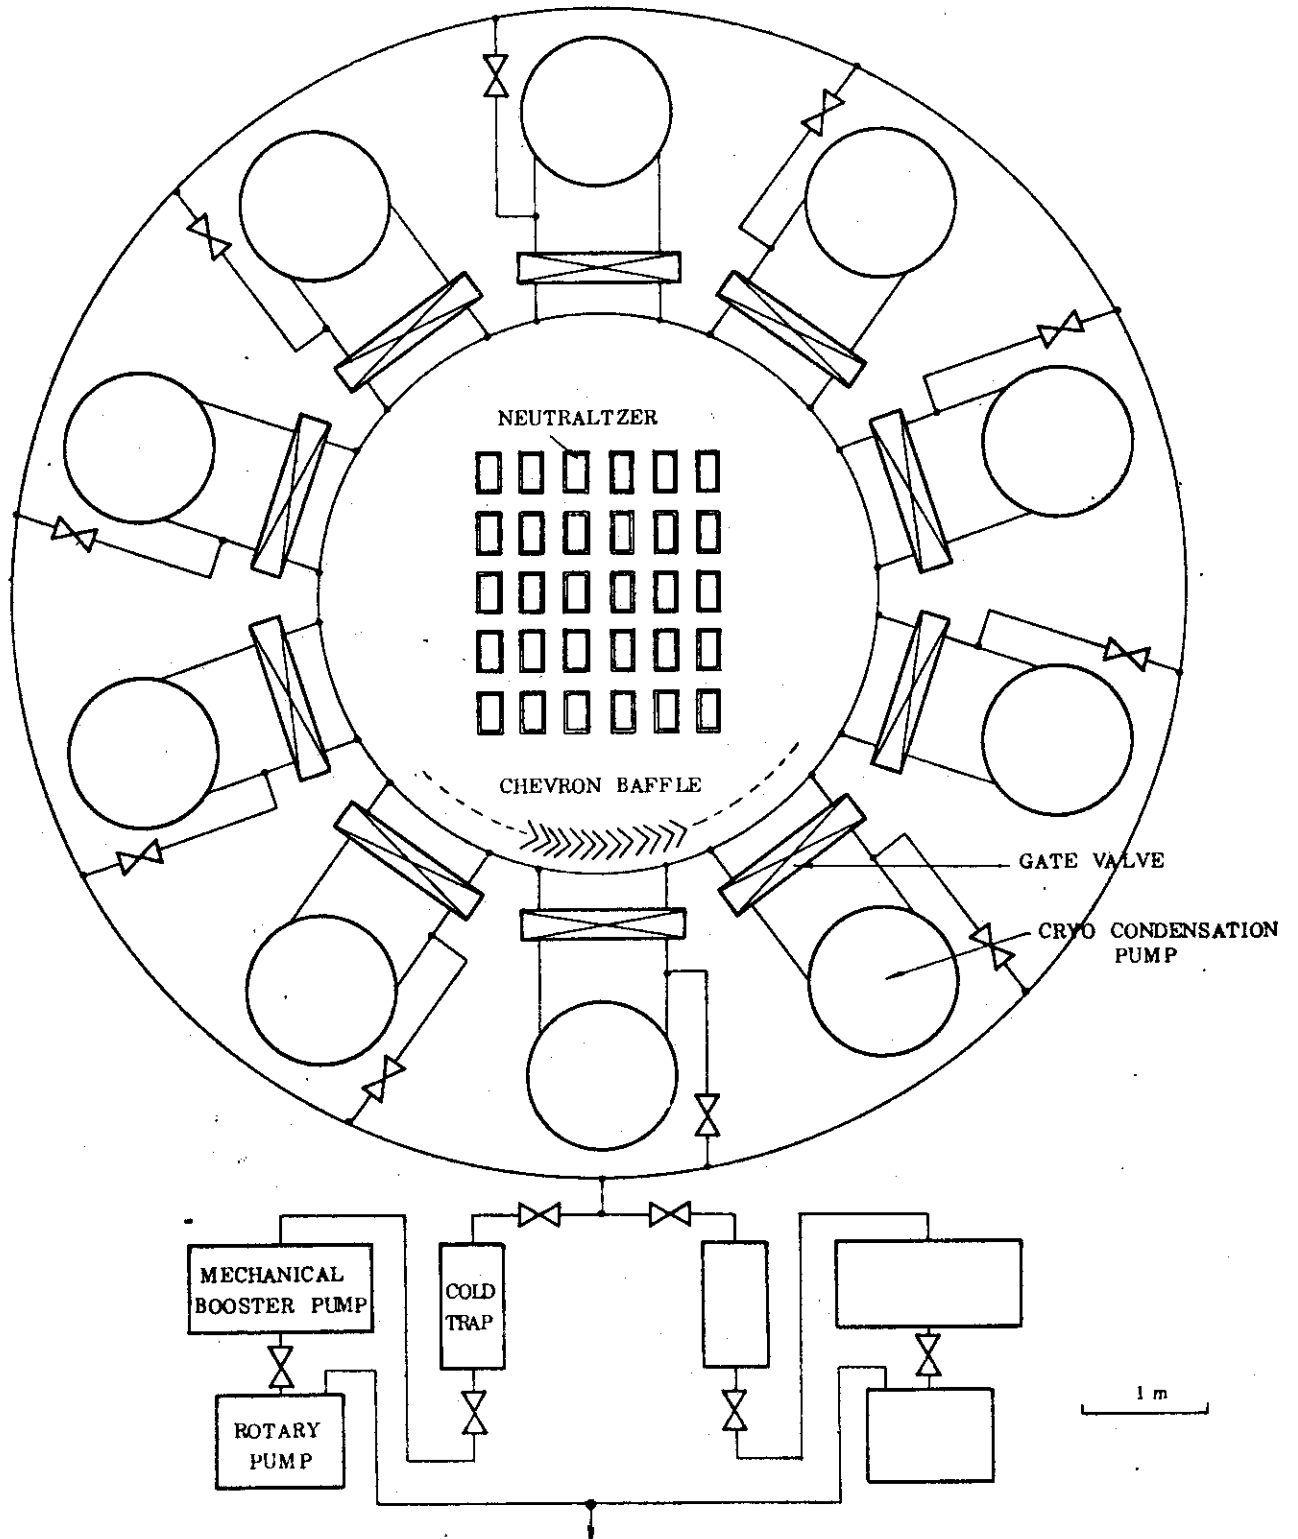 NEUTRALTZER
CHEVRON BAFFLE
GATE VALVE
CRYO CONDENSATION
PUMP
MECHANICAL
BOOSTER PUMP
COLD
TRAP
ROTARY
PUMP
1 m